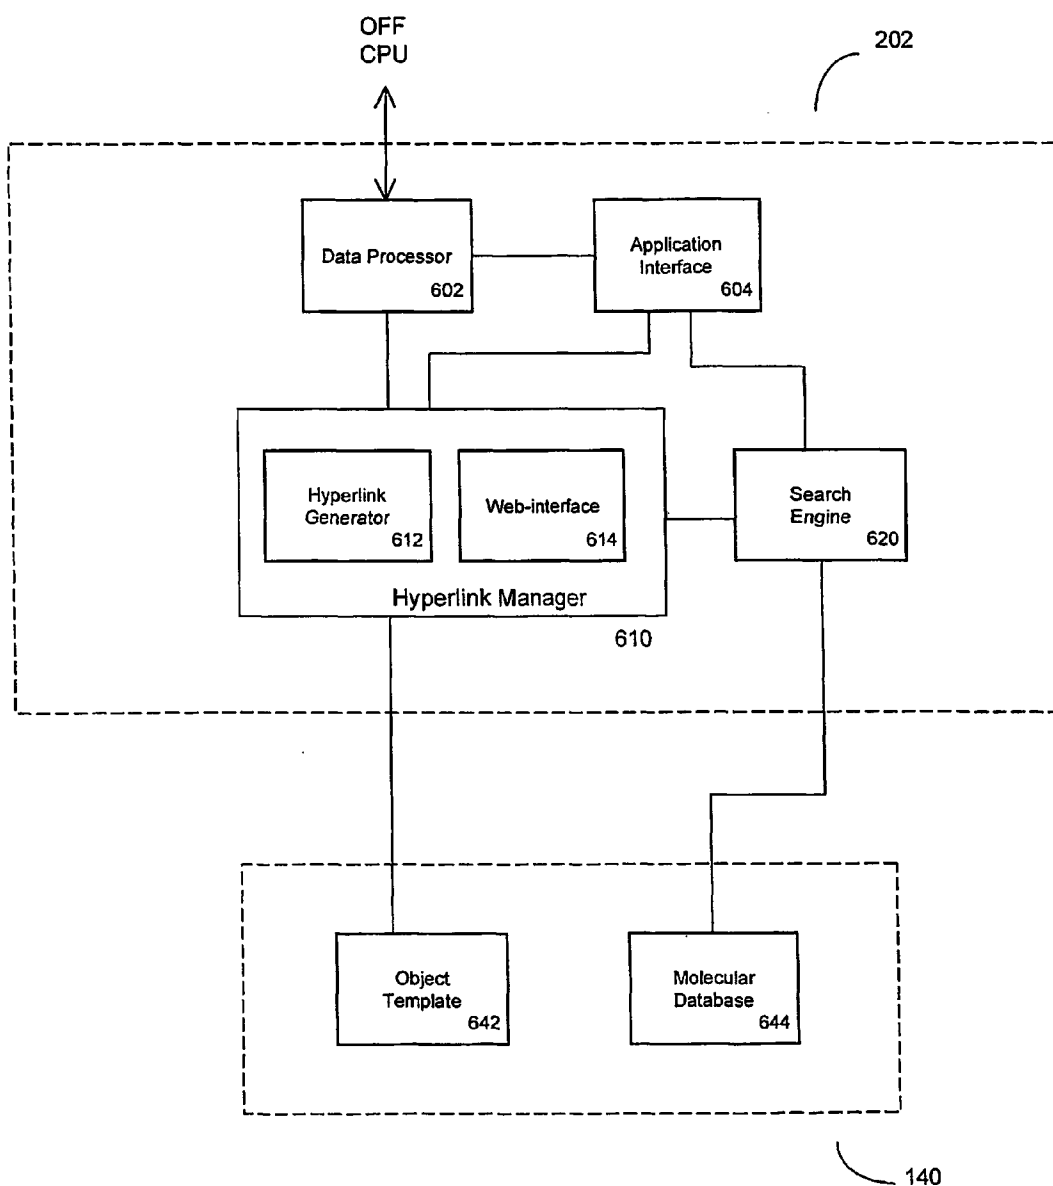 OFF
CPU
202
Data Processor
602
Application
Interface
604
Hyperlink
Generator
612
Web-interface
614
Search
Engine
620
Hyperlink Manager
610
Object
Template
642
Molecular
Database
644
140